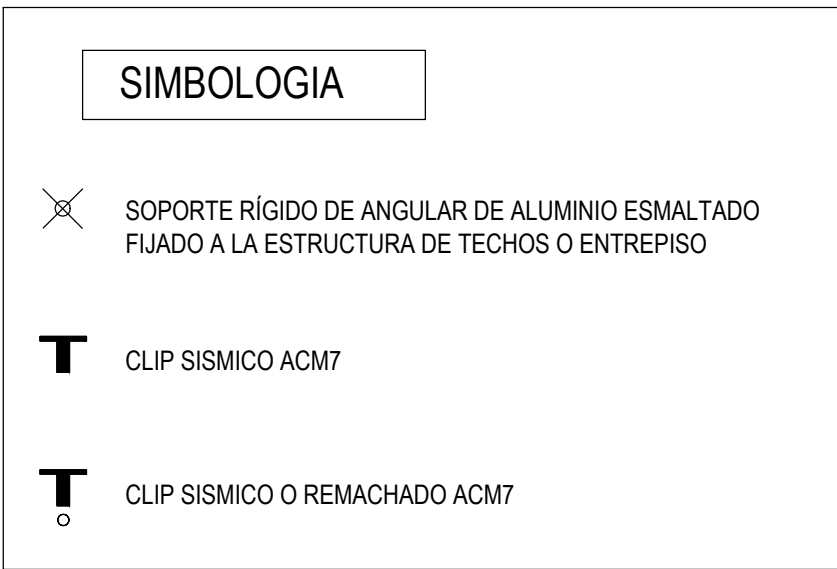 SIMBOLOGIA
SOPORTE RÍGIDO DE ANGULAR DE ALUMINIO ESMALTADO
FIJADO A LA ESTRUCTURA DE TECHOS O ENTREPISO
CLIP SISMICO ACM7
CLIP SISMICO O REMACHADO ACM7